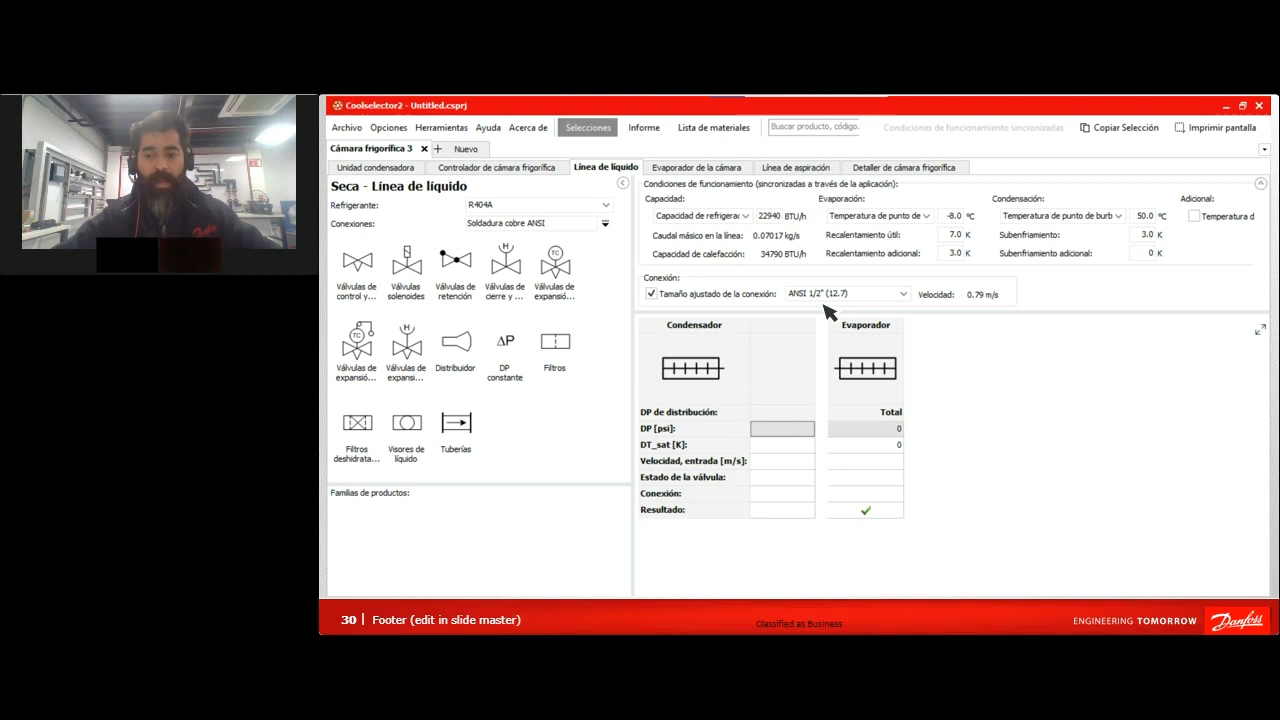 Coolselector2 - Untitled.csprj
Archivo Opciones Herramientas Ayuda Acerca de Selecciones Informe Lista de materiales Buscar producto, código. Condiciones de funcionamiento sincronizadas Copiar Selección Imprimir pantalla
Cámara frigorífica 3 Nuevo
Unidad condensadora Controlador de cámara frigorífica Línea de líquido Evaporador de la cámara Línea de aspiración Detaller de cámara frigorífica
Seca - Línea de líquido
Refrigerante: R404A
Conexiones: Soldadura cobre ANSI
Válvulas de control y... Válvulas solenoides Válvulas de retención Válvulas de cierre y ... Válvulas de expansió...
Válvulas de expansió... Válvulas de expansi... Distribuidor DP constante Filtros
Filtros deshidrata... Visores de líquido Tuberías
Familias de productos:
Condiciones de funcionamiento (sincronizadas a través de la aplicación):
Capacidad: Evaporación: Condensación: Adicional:
Capacidad de refrigerac 22940 BTU/h Temperatura de punto de -8.0 ºC Temperatura de punto de burb 50.0 ºC Temperatura d
Caudal másico en la línea: 0.07017 kg/s Recalentamiento útil: 7.0 K Subenfriamiento: 3.0 K
Capacidad de calefacción: 34790 BTU/h Recalentamiento adicional: 3.0 K Subenfriamiento adicional: 0 K
Conexión:
Tamaño ajustado de la conexión: ANSI 1/2" (12.7) Velocidad: 0.79 m/s
Condensador Evaporador
DP de distribución: Total
DP [psi]: 0
DT_sat [K]: 0
Velocidad, entrada [m/s]:
Estado de la válvula:
Conexión:
Resultado:
30 | Footer (edit in slide master) Classified as Business ENGINEERING TOMORROW Danfoss